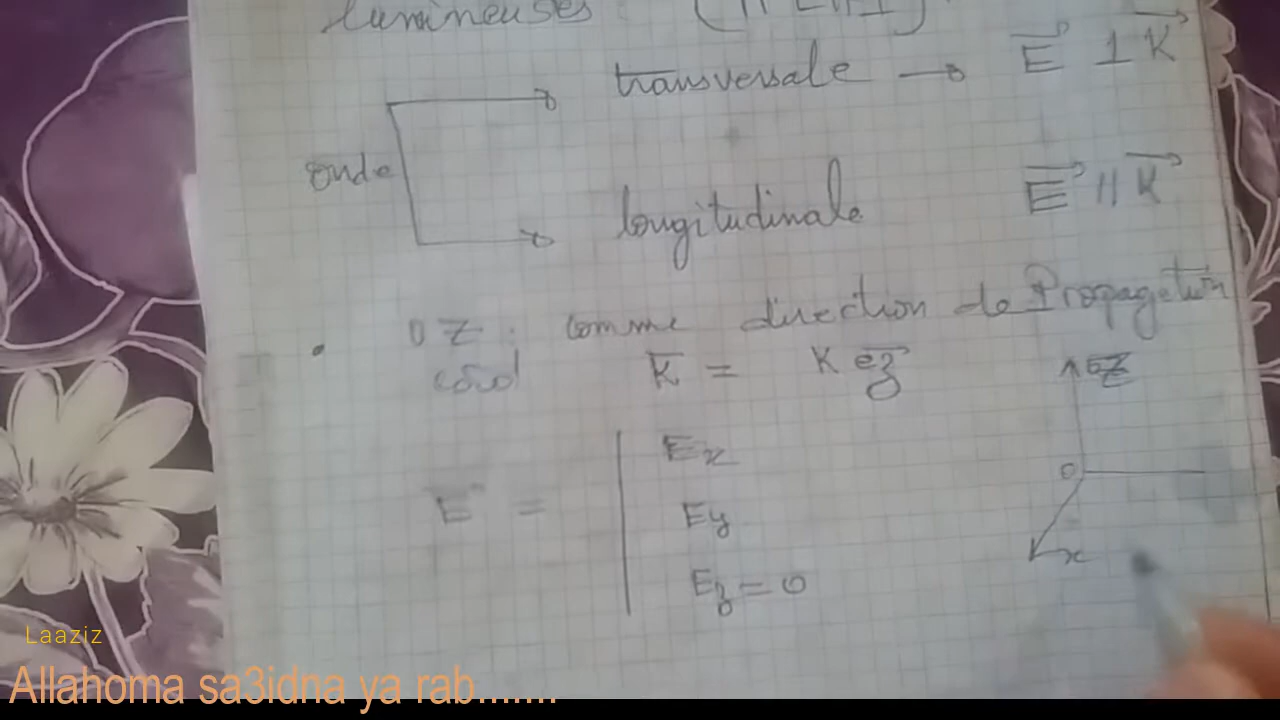 lumineuses
transversale → E ⊥ K
onde
longitudinale E // K
• OZ : comme direction de Propagation
K = K ez
OZ
Ex
O
E = Ey
x
Ez = 0
Laaziz
Allahoma sa3idna ya rab.......